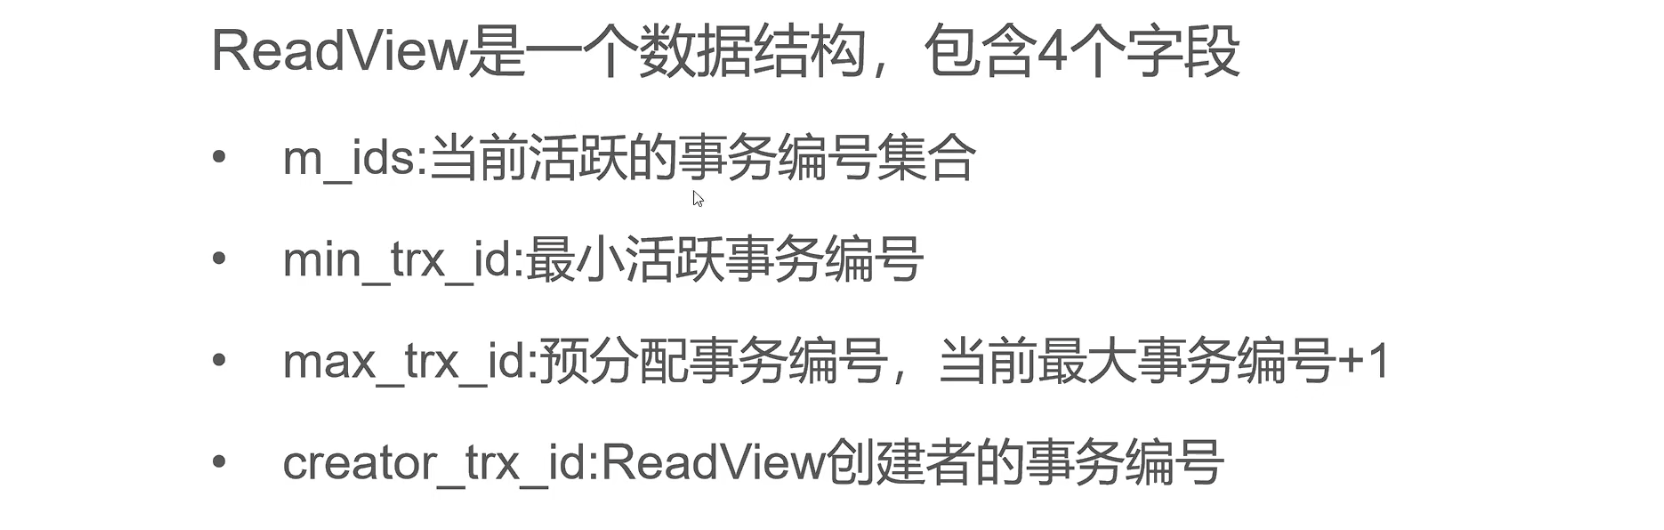 ReadView是一个数据结构，包含4个字段
• m_ids:当前活跃的事务编号集合
• min_trx_id:最小活跃事务编号
• max_trx_id:预分配事务编号，当前最大事务编号+1
• creator_trx_id:ReadView创建者的事务编号